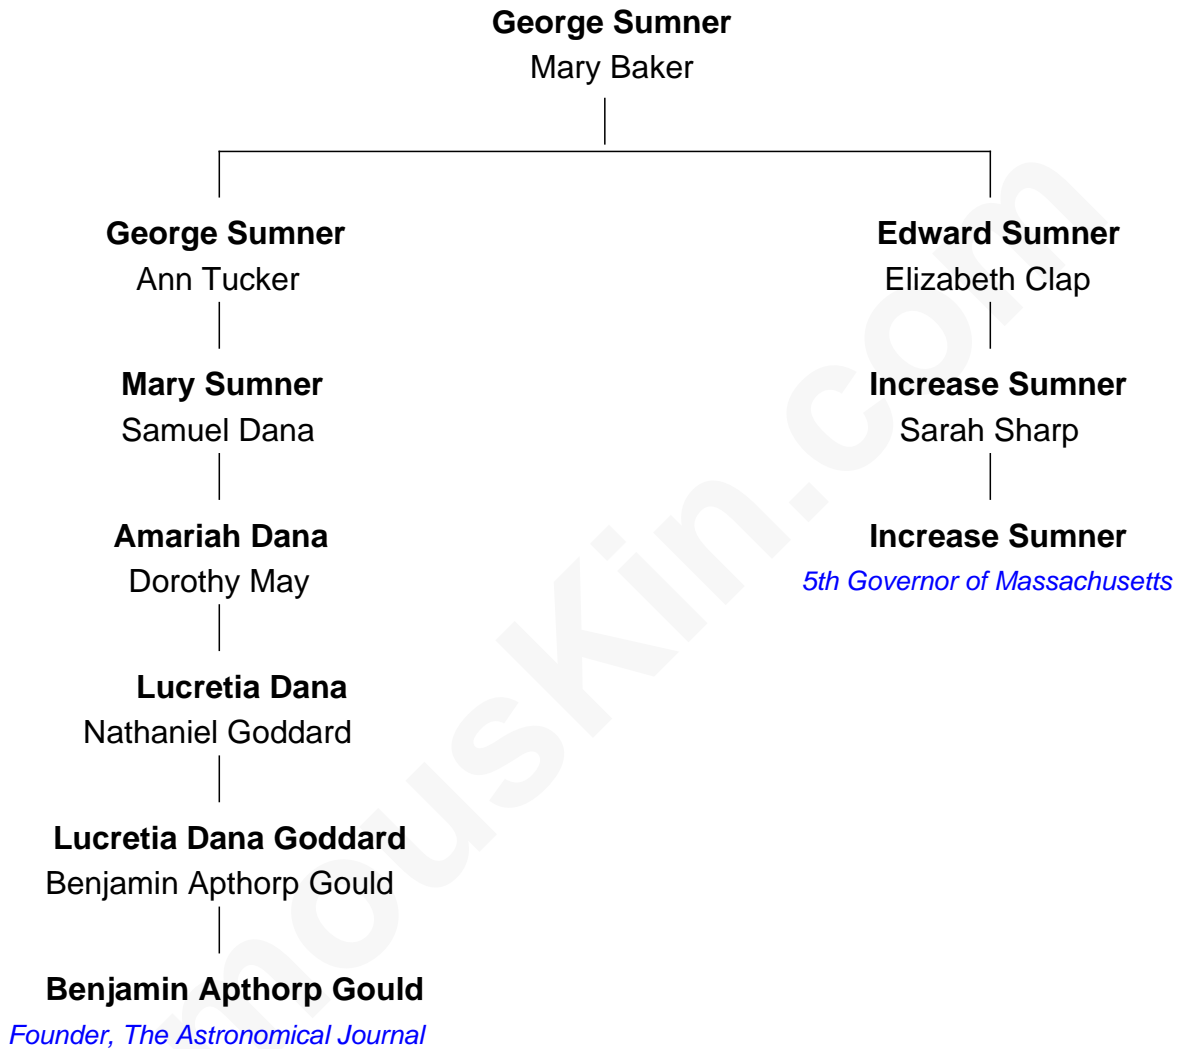 George Sumner
Mary Baker
George Sumner
Ann Tucker
Edward Sumner
Elizabeth Clap
Mary Sumner
Samuel Dana
Increase Sumner
Sarah Sharp
Amariah Dana
Dorothy May
Increase Sumner
5th Governor of Massachusetts
Lucretia Dana
Nathaniel Goddard
Lucretia Dana Goddard
Benjamin Apthorp Gould
Benjamin Apthorp Gould
Founder, The Astronomical Journal
mousKin.com